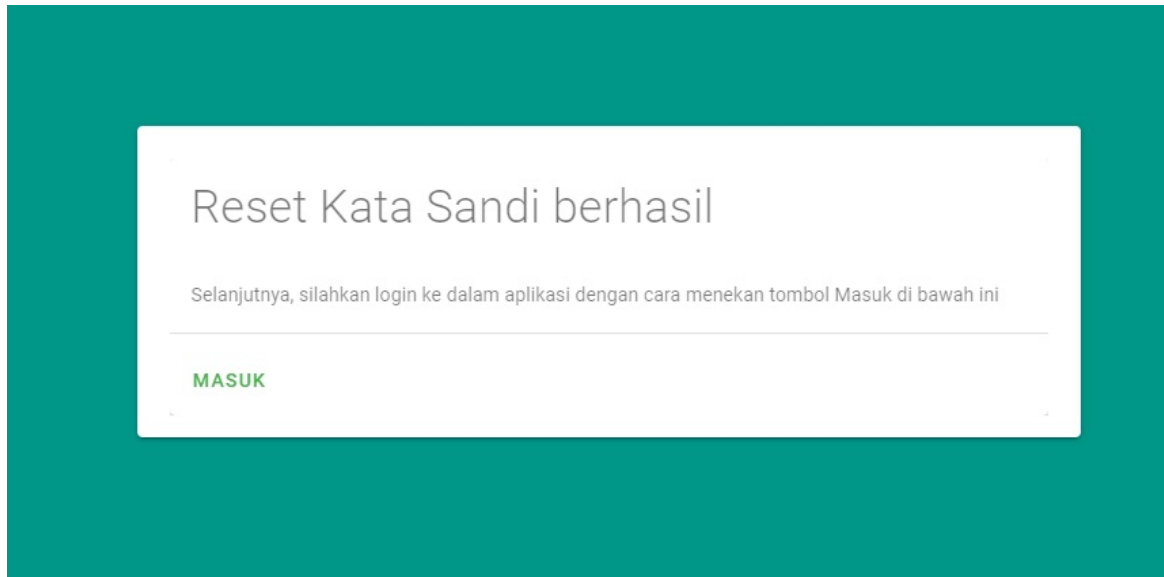 Reset Kata Sandi berhasil
Selanjutnya, silahkan login ke dalam aplikasi dengan cara menekan tombol Masuk di bawah ini
MASUK